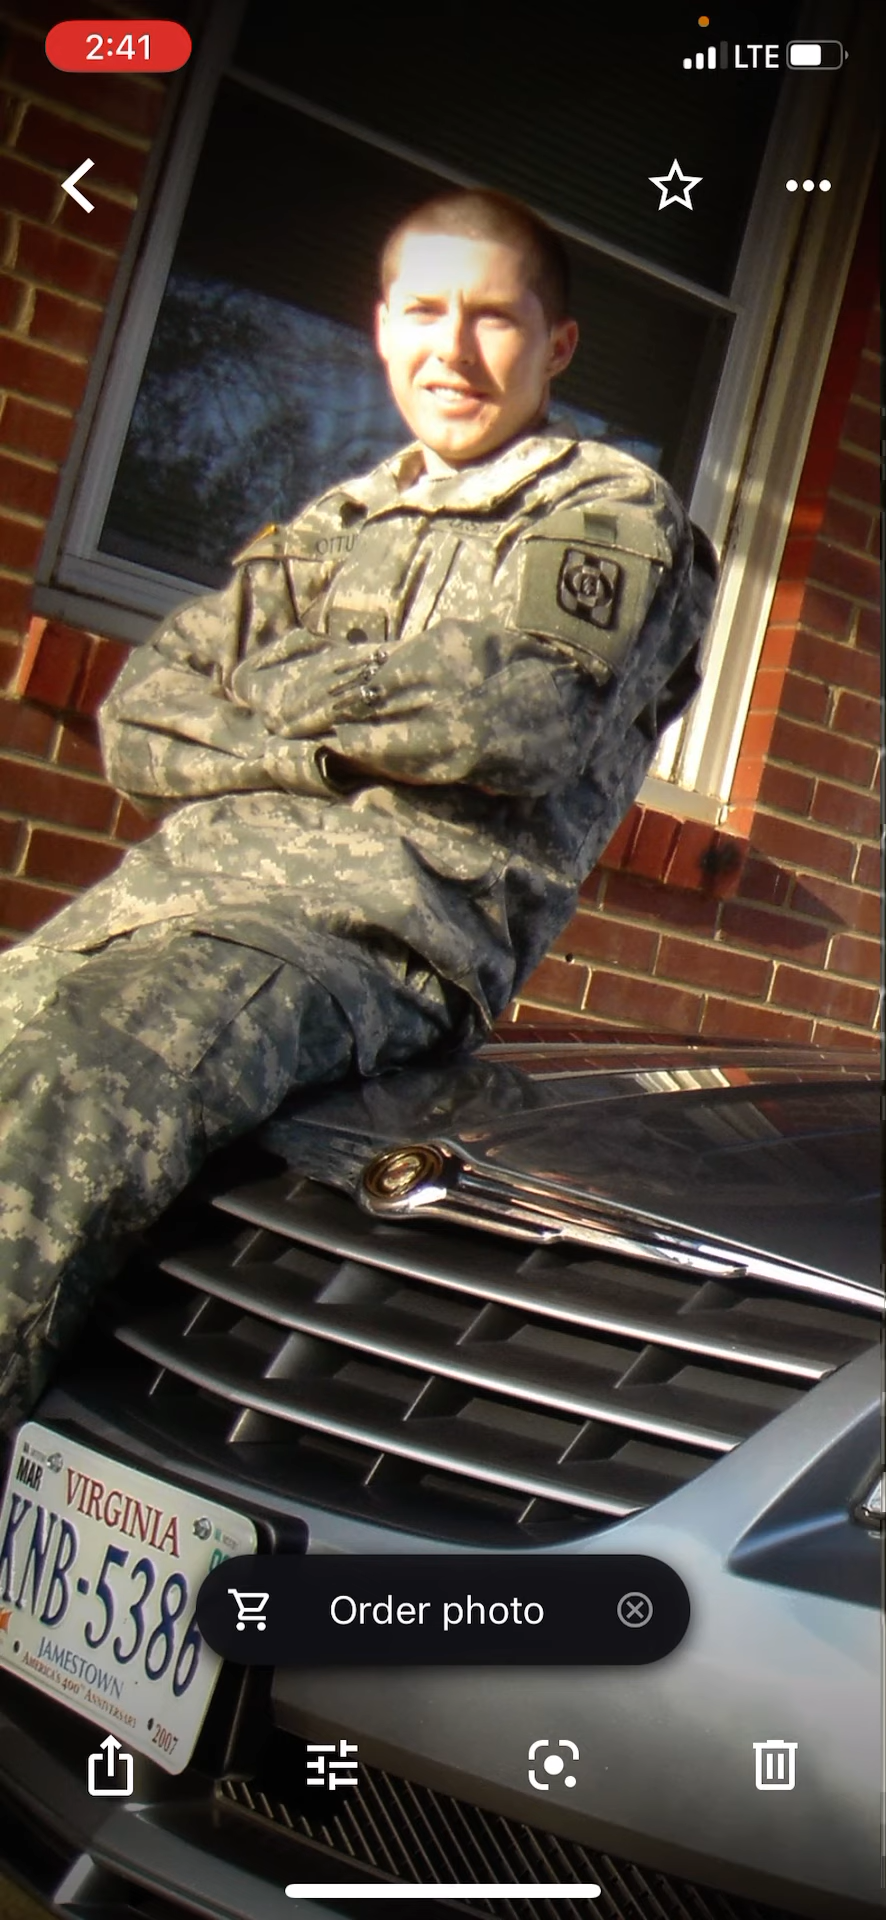 2:41
LTE
MAR
VIRGINIA
KNB-5386
JAMESTOWN
AMERICA'S 400TH ANNIVERSARY
2007
Order photo